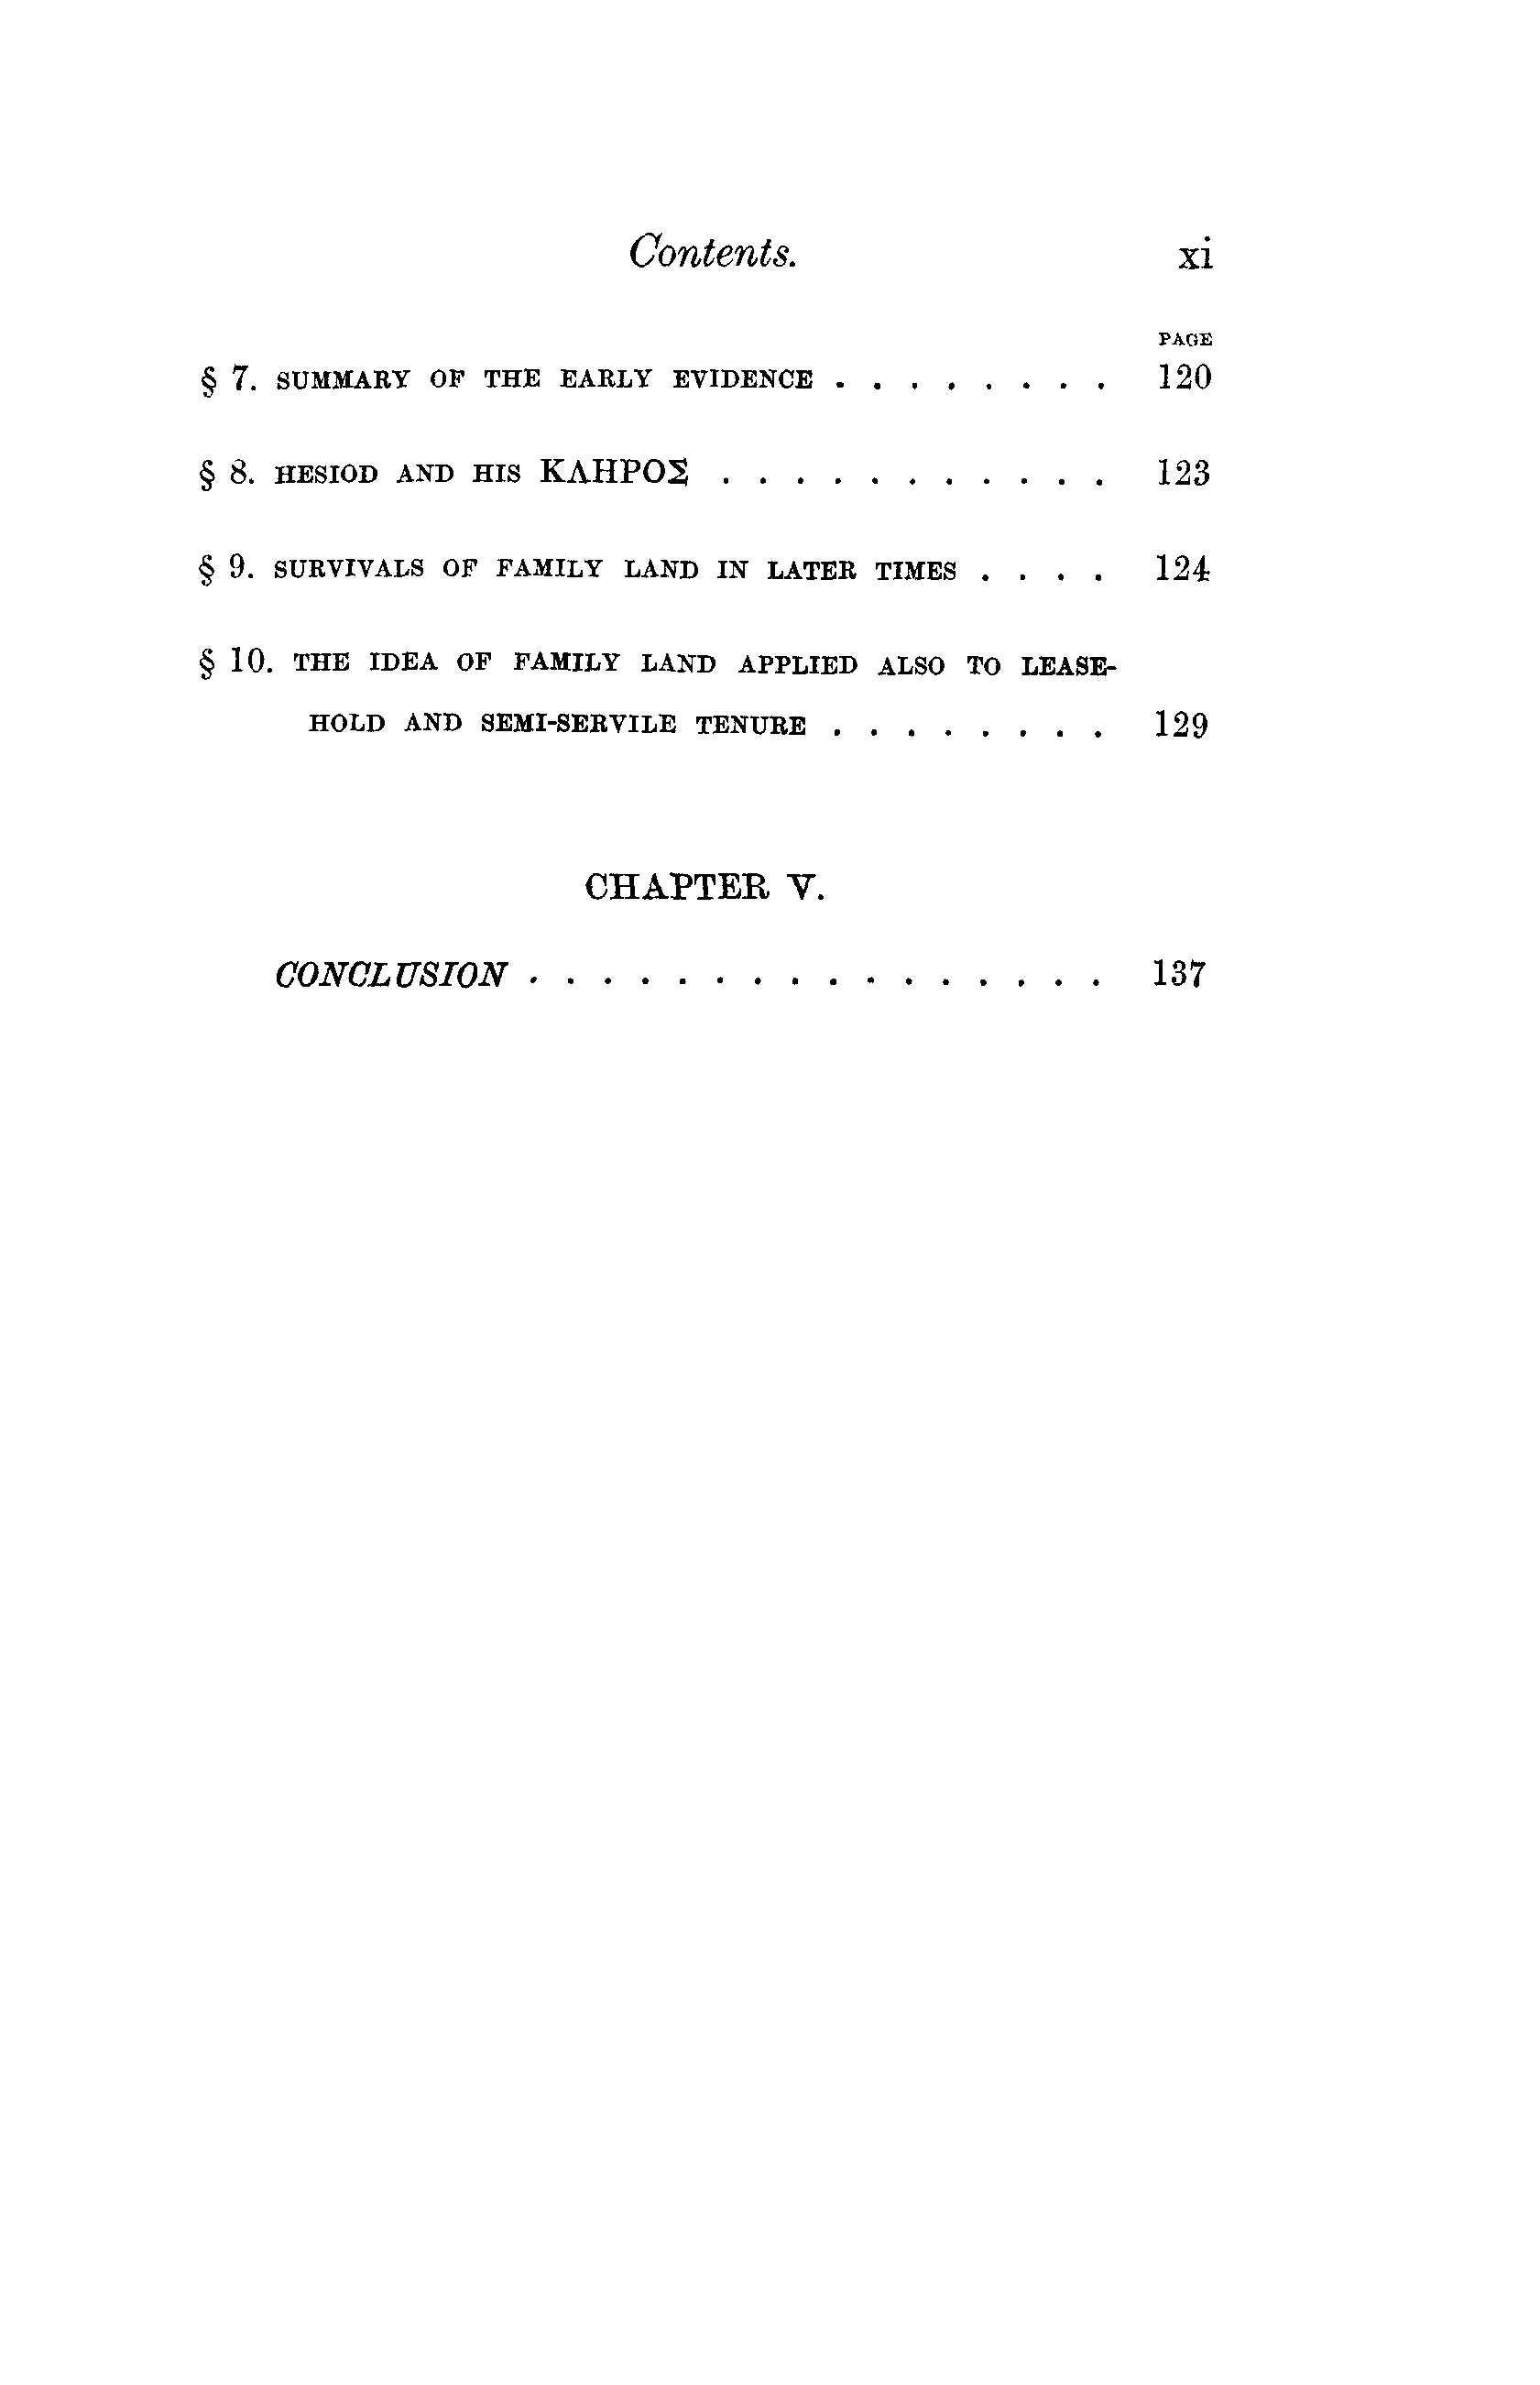 Contents. xi
PAGE
§ 7. SUMMARY OF THE EARLY EVIDENCE . . . . . . . . 120
§ 8. HESIOD AND HIS ΚΛΗΡΟΣ . . . . . . . . . . . 123
§ 9. SURVIVALS OF FAMILY LAND IN LATER TIMES . . . . 124
§ 10. THE IDEA OF FAMILY LAND APPLIED ALSO TO LEASE-
HOLD AND SEMI-SERVILE TENURE . . . . . . . . 129
CHAPTER V.
CONCLUSION . . . . . . . . . . . . . . . . 137